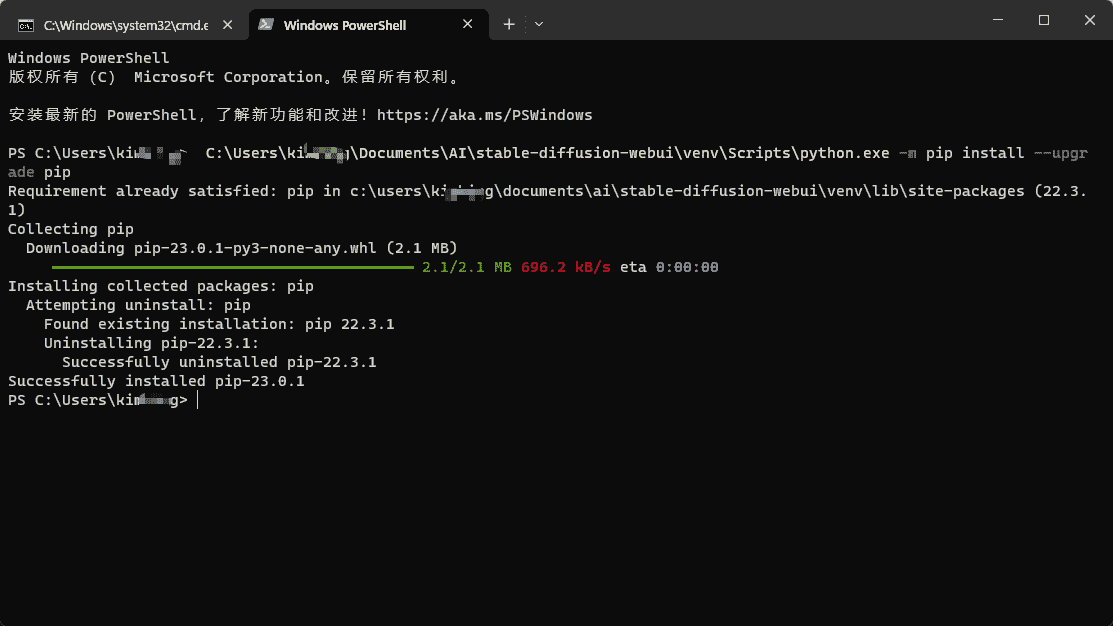 C:\Windows\system32\cmd.e
Windows PowerShell
Windows PowerShell
版权所有 (C) Microsoft Corporation。保留所有权利。
安装最新的 PowerShell，了解新功能和改进！https://aka.ms/PSWindows
PS C:\Users\ C:\Users\ \Documents\AI\stable-diffusion-webui\venv\Scripts\python.exe -m pip install --upgr
ade pip
Requirement already satisfied: pip in c:\users\ \documents\ai\stable-diffusion-webui\venv\lib\site-packages (22.3.
1)
Collecting pip
Downloading pip-23.0.1-py3-none-any.whl (2.1 MB)
2.1/2.1 MB 696.2 kB/s eta 0:00:00
Installing collected packages: pip
Attempting uninstall: pip
Found existing installation: pip 22.3.1
Uninstalling pip-22.3.1:
Successfully uninstalled pip-22.3.1
Successfully installed pip-23.0.1
PS C:\Users\ >